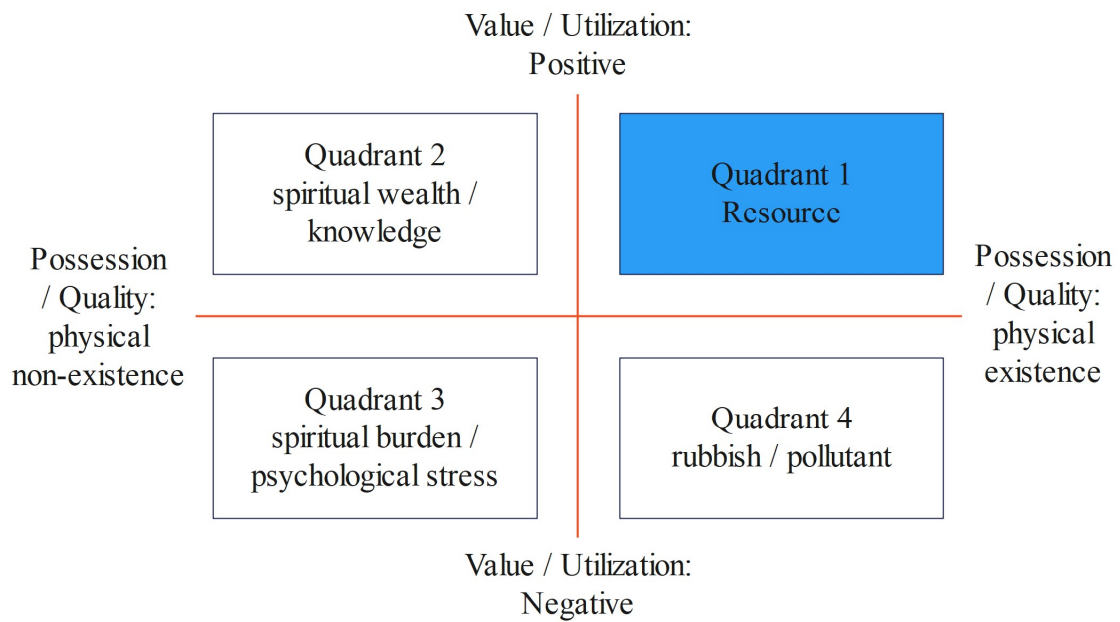 Value / Utilization:
Positive
Quadrant 2
spiritual wealth /
knowledge
Quadrant 1
Resource
Possession
/ Quality:
physical
non-existence
Possession
/ Quality:
physical
existence
Quadrant 3
spiritual burden /
psychological stress
Quadrant 4
rubbish / pollutant
Value / Utilization:
Negative